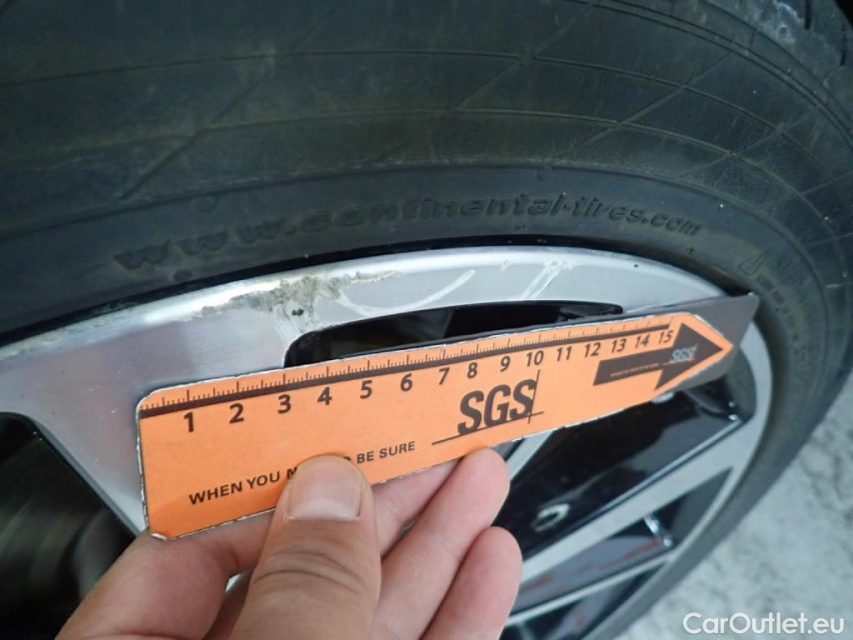 www.continental-tires.com
1 2 3 4 5 6 7 8 9 10 11 12 13 14 15
SGS
SGS
WHEN YOU BE SURE
CarOutlet.eu